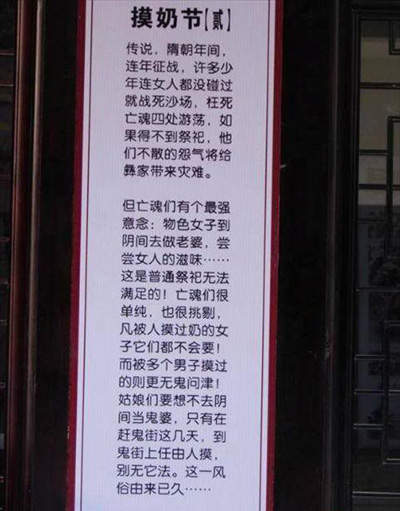 摸奶节【贰】
传说，隋朝年间，
连年征战，许多少
年连女人都没碰过
就战死沙场，枉死
亡魂四处游荡，如
果得不到祭祀，他
们不散的怨气将给
彝家带来灾难。
但亡魂们有个最强
意念：物色女子到
阴间去做老婆，尝
尝女人的滋味……
这是普通祭祀无法
满足的！亡魂们很
单纯，也很挑剔，
凡被人摸过奶的女
子它们都不会要！
而被多个男子摸过
的则更无鬼问津！
姑娘们要想不去阴
间当鬼婆，只有在
赶鬼街这几天，到
鬼街上任由人摸，
别无它法。这一风
俗由来已久……